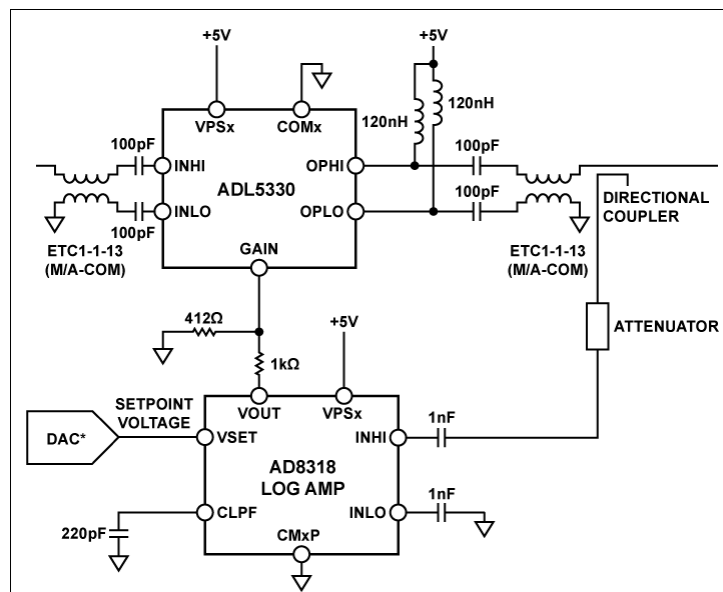 +5V
+5V
VPSx
COMx
120nH
120nH
100pF
100pF
INHI
OPHI
ADL5330
100pF
INLO
OPLO
100pF
DIRECTIONAL
COUPLER
ETC1-1-13
(M/A-COM)
GAIN
ETC1-1-13
(M/A-COM)
412Ω
+5V
ATTENUATOR
1kΩ
SETPOINT
VOLTAGE
VOUT
VPSx
1nF
DAC*
VSET
INHI
AD8318
LOG AMP
1nF
CLPF
INLO
220pF
CMxP